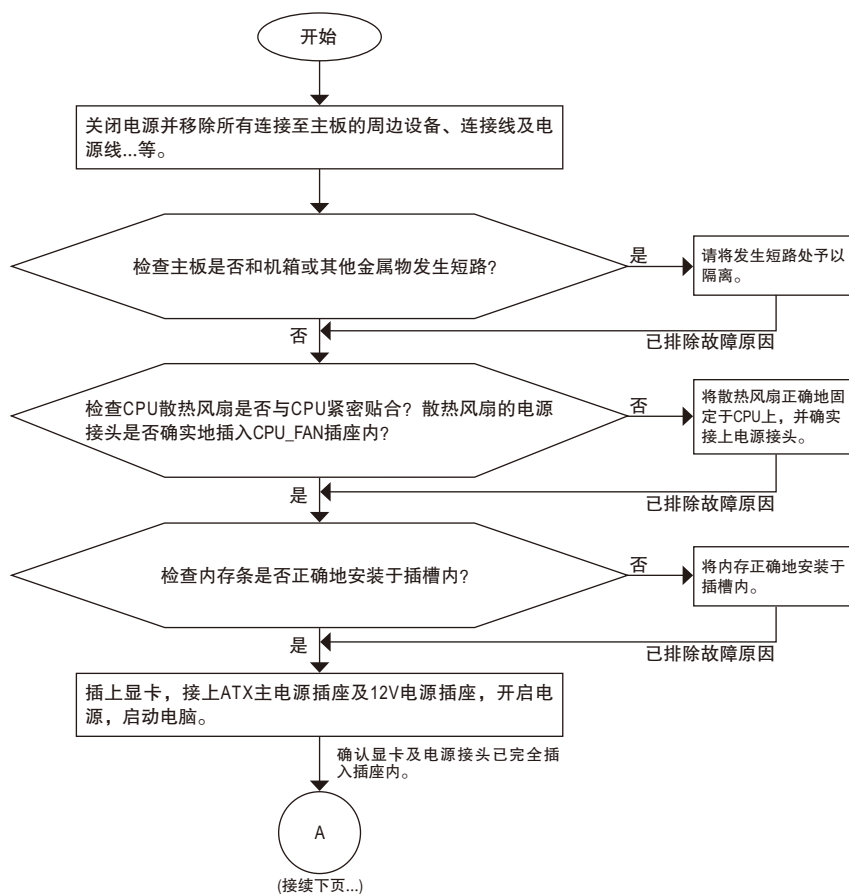 开始
关闭电源并移除所有连接至主板的周边设备、连接线及电
源线...等。
检查主板是否和机箱或其他金属物发生短路?
是
请将发生短路处予以
隔离。
否
已排除故障原因
检查CPU散热风扇是否与CPU紧密贴合? 散热风扇的电源
接头是否确实地插入CPU_FAN插座内?
否
将散热风扇正确地固
定于CPU上，并确实
接上电源接头。
是
已排除故障原因
检查内存条是否正确地安装于插槽内?
否
将内存正确地安装于
插槽内。
是
已排除故障原因
插上显卡，接上ATX主电源插座及12V电源插座，开启电
源，启动电脑。
确认显卡及电源接头已完全插
入插座内。
A
(接续下页...)